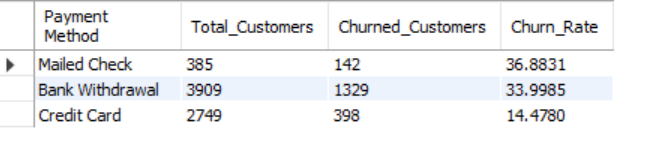 Payment Method Total_Customers Churned_Customers Churn_Rate
Mailed Check 385 142 36.8831
Bank Withdrawal 3909 1329 33.9985
Credit Card 2749 398 14.4780